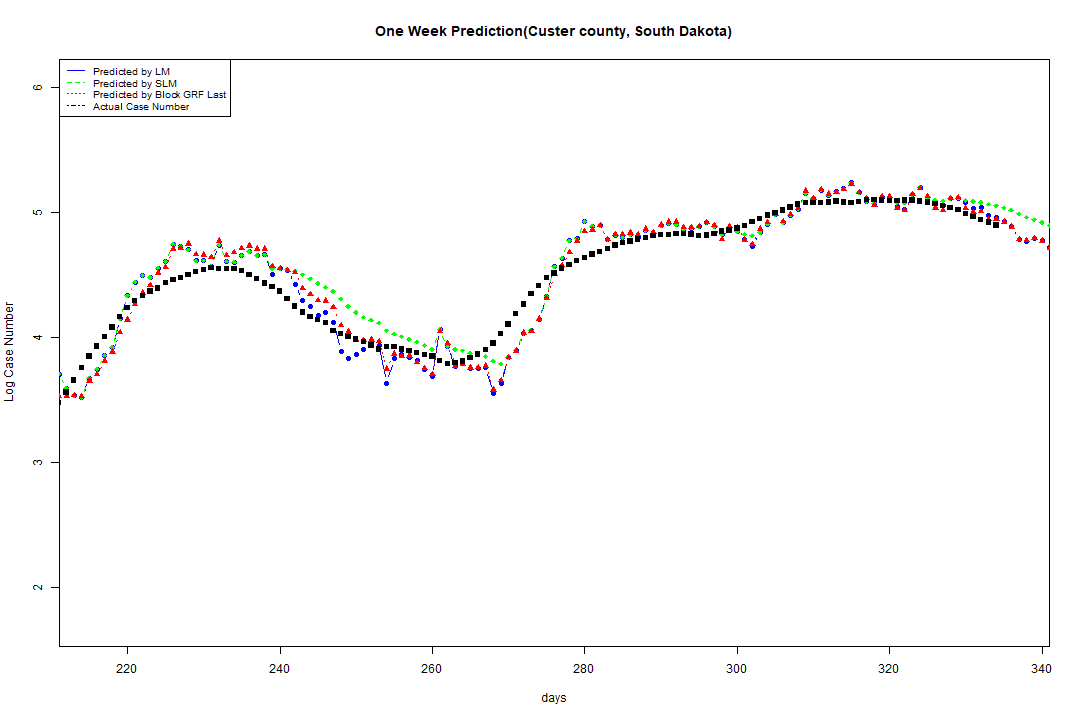 One Week Prediction(Custer county, South Dakota)
Predicted by LM
Predicted by SLM
Predicted by Block GRF Last
Actual Case Number
6
5
4
3
2
Log Case Number
220 240 260 280 300 320 340
days